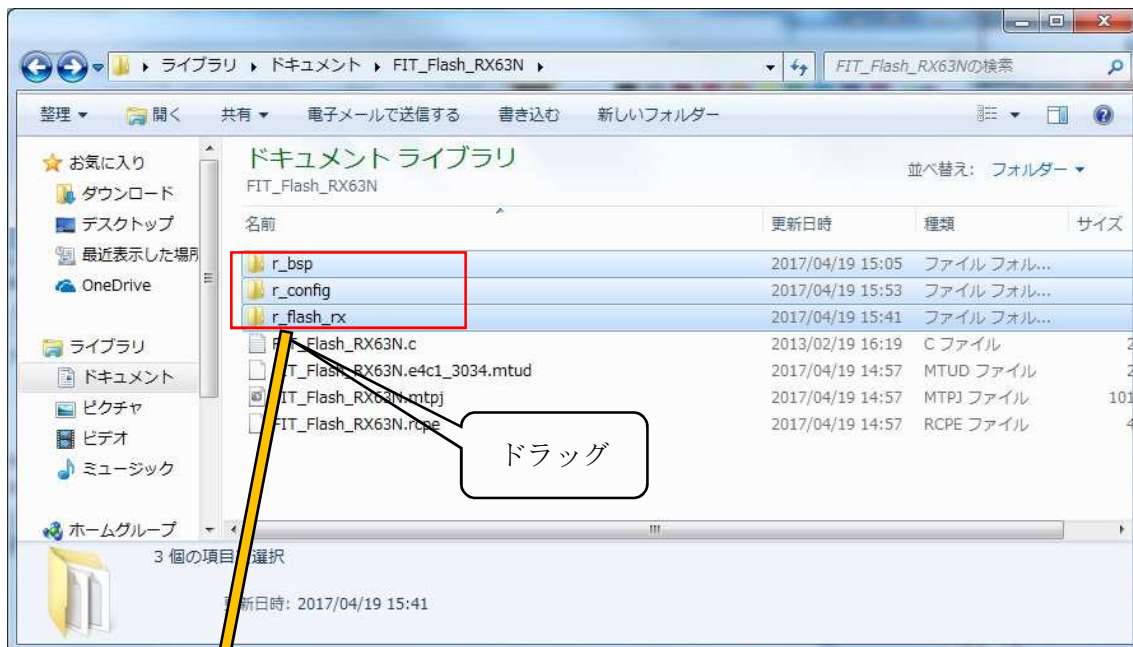 ライブラリ ▸ ドキュメント ▸ FIT_Flash_RX63N ▸
FIT_Flash_RX63Nの検索
整理 開く 共有 電子メールで送信する 書き込む 新しいフォルダー
お気に入り
ダウンロード
デスクトップ
最近表示した場所
OneDrive
ライブラリ
ドキュメント
ピクチャ
ビデオ
ミュージック
ホームグループ
ドキュメント ライブラリ
FIT_Flash_RX63N
並べ替え: フォルダー
名前 更新日時 種類 サイズ
r_bsp 2017/04/19 15:05 ファイル フォル...
r_config 2017/04/19 15:53 ファイル フォル...
r_flash_rx 2017/04/19 15:41 ファイル フォル...
FIT_Flash_RX63N.c 2013/02/19 16:19 C ファイル 2
FIT_Flash_RX63N.e4c1_3034.mtud 2017/04/19 14:57 MTUD ファイル 2
FIT_Flash_RX63N.mtpj 2017/04/19 14:57 MTPJ ファイル 101
FIT_Flash_RX63N.rcpe 2017/04/19 14:57 RCPE ファイル 4
ドラッグ
3 個の項目を選択
更新日時: 2017/04/19 15:41